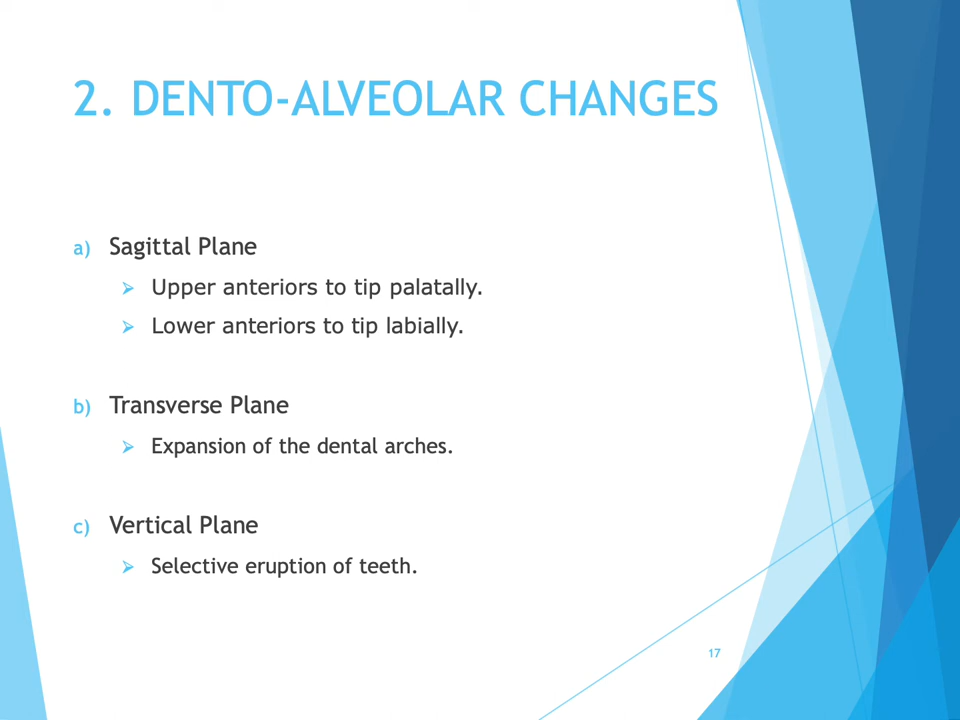 2. DENTO-ALVEOLAR CHANGES
a) Sagittal Plane
➢ Upper anteriors to tip palatally.
➢ Lower anteriors to tip labially.
b) Transverse Plane
➢ Expansion of the dental arches.
c) Vertical Plane
➢ Selective eruption of teeth.
17